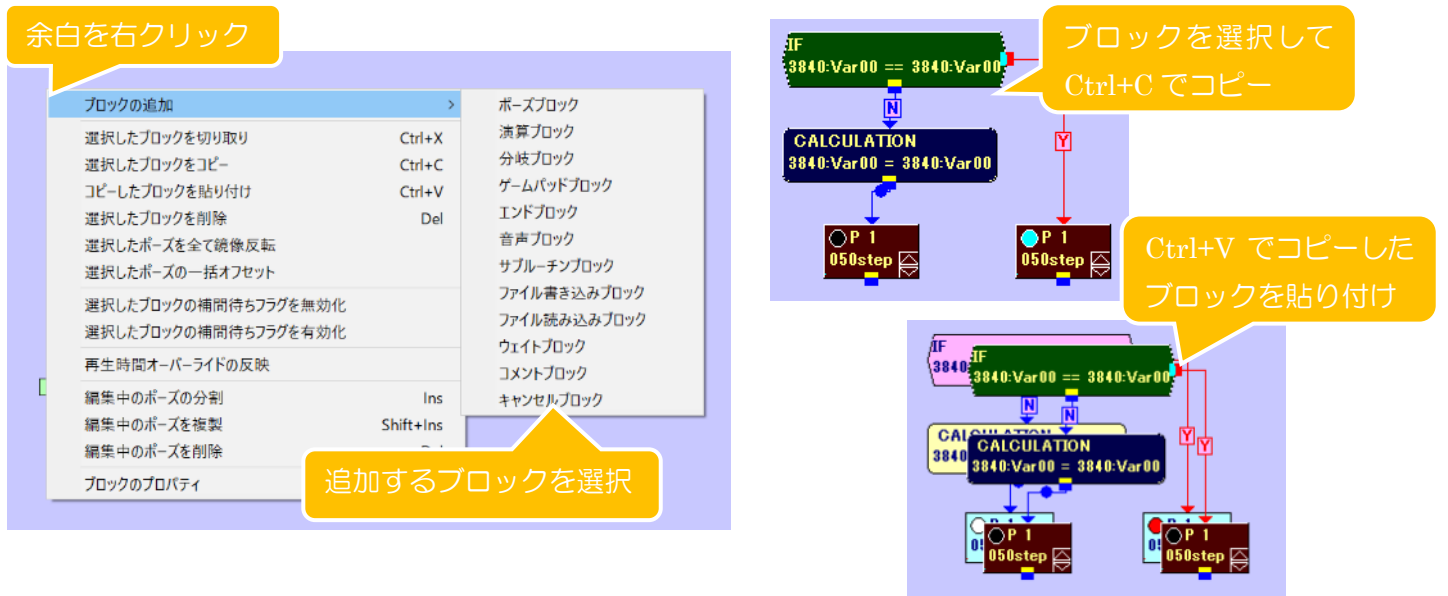 余白を右クリック
ブロックの追加 >
選択したブロックを切り取り Ctrl+X
選択したブロックをコピー Ctrl+C
コピーしたブロックを貼り付け Ctrl+V
選択したブロックを削除 Del
選択したポーズを全て鏡像反転
選択したポーズの一括オフセット
選択したブロックの補間待ちフラグを無効化
選択したブロックの補間待ちフラグを有効化
再生時間オーバーライドの反映
編集中のポーズの分割 Ins
編集中のポーズを複製 Shift+Ins
編集中のポーズを削除
ブロックのプロパティ
ポーズブロック
演算ブロック
分岐ブロック
ゲームパッドブロック
エンドブロック
音声ブロック
サブルーチンブロック
ファイル書き込みブロック
ファイル読み込みブロック
ウェイトブロック
コメントブロック
キャンセルブロック
追加するブロックを選択
IF
3840:Var00 == 3840:Var00
N
Y
CALCULATION
3840:Var00 = 3840:Var00
P 1
050step
P 1
050step
ブロックを選択して
Ctrl+C でコピー
Ctrl+V でコピーした
ブロックを貼り付け
IF
3840
IF
3840:Var00 == 3840:Var00
N
N
Y
Y
CALCULATION
3840
CALCULATION
3840:Var00 = 3840:Var00
P 1
050step
P 1
050step